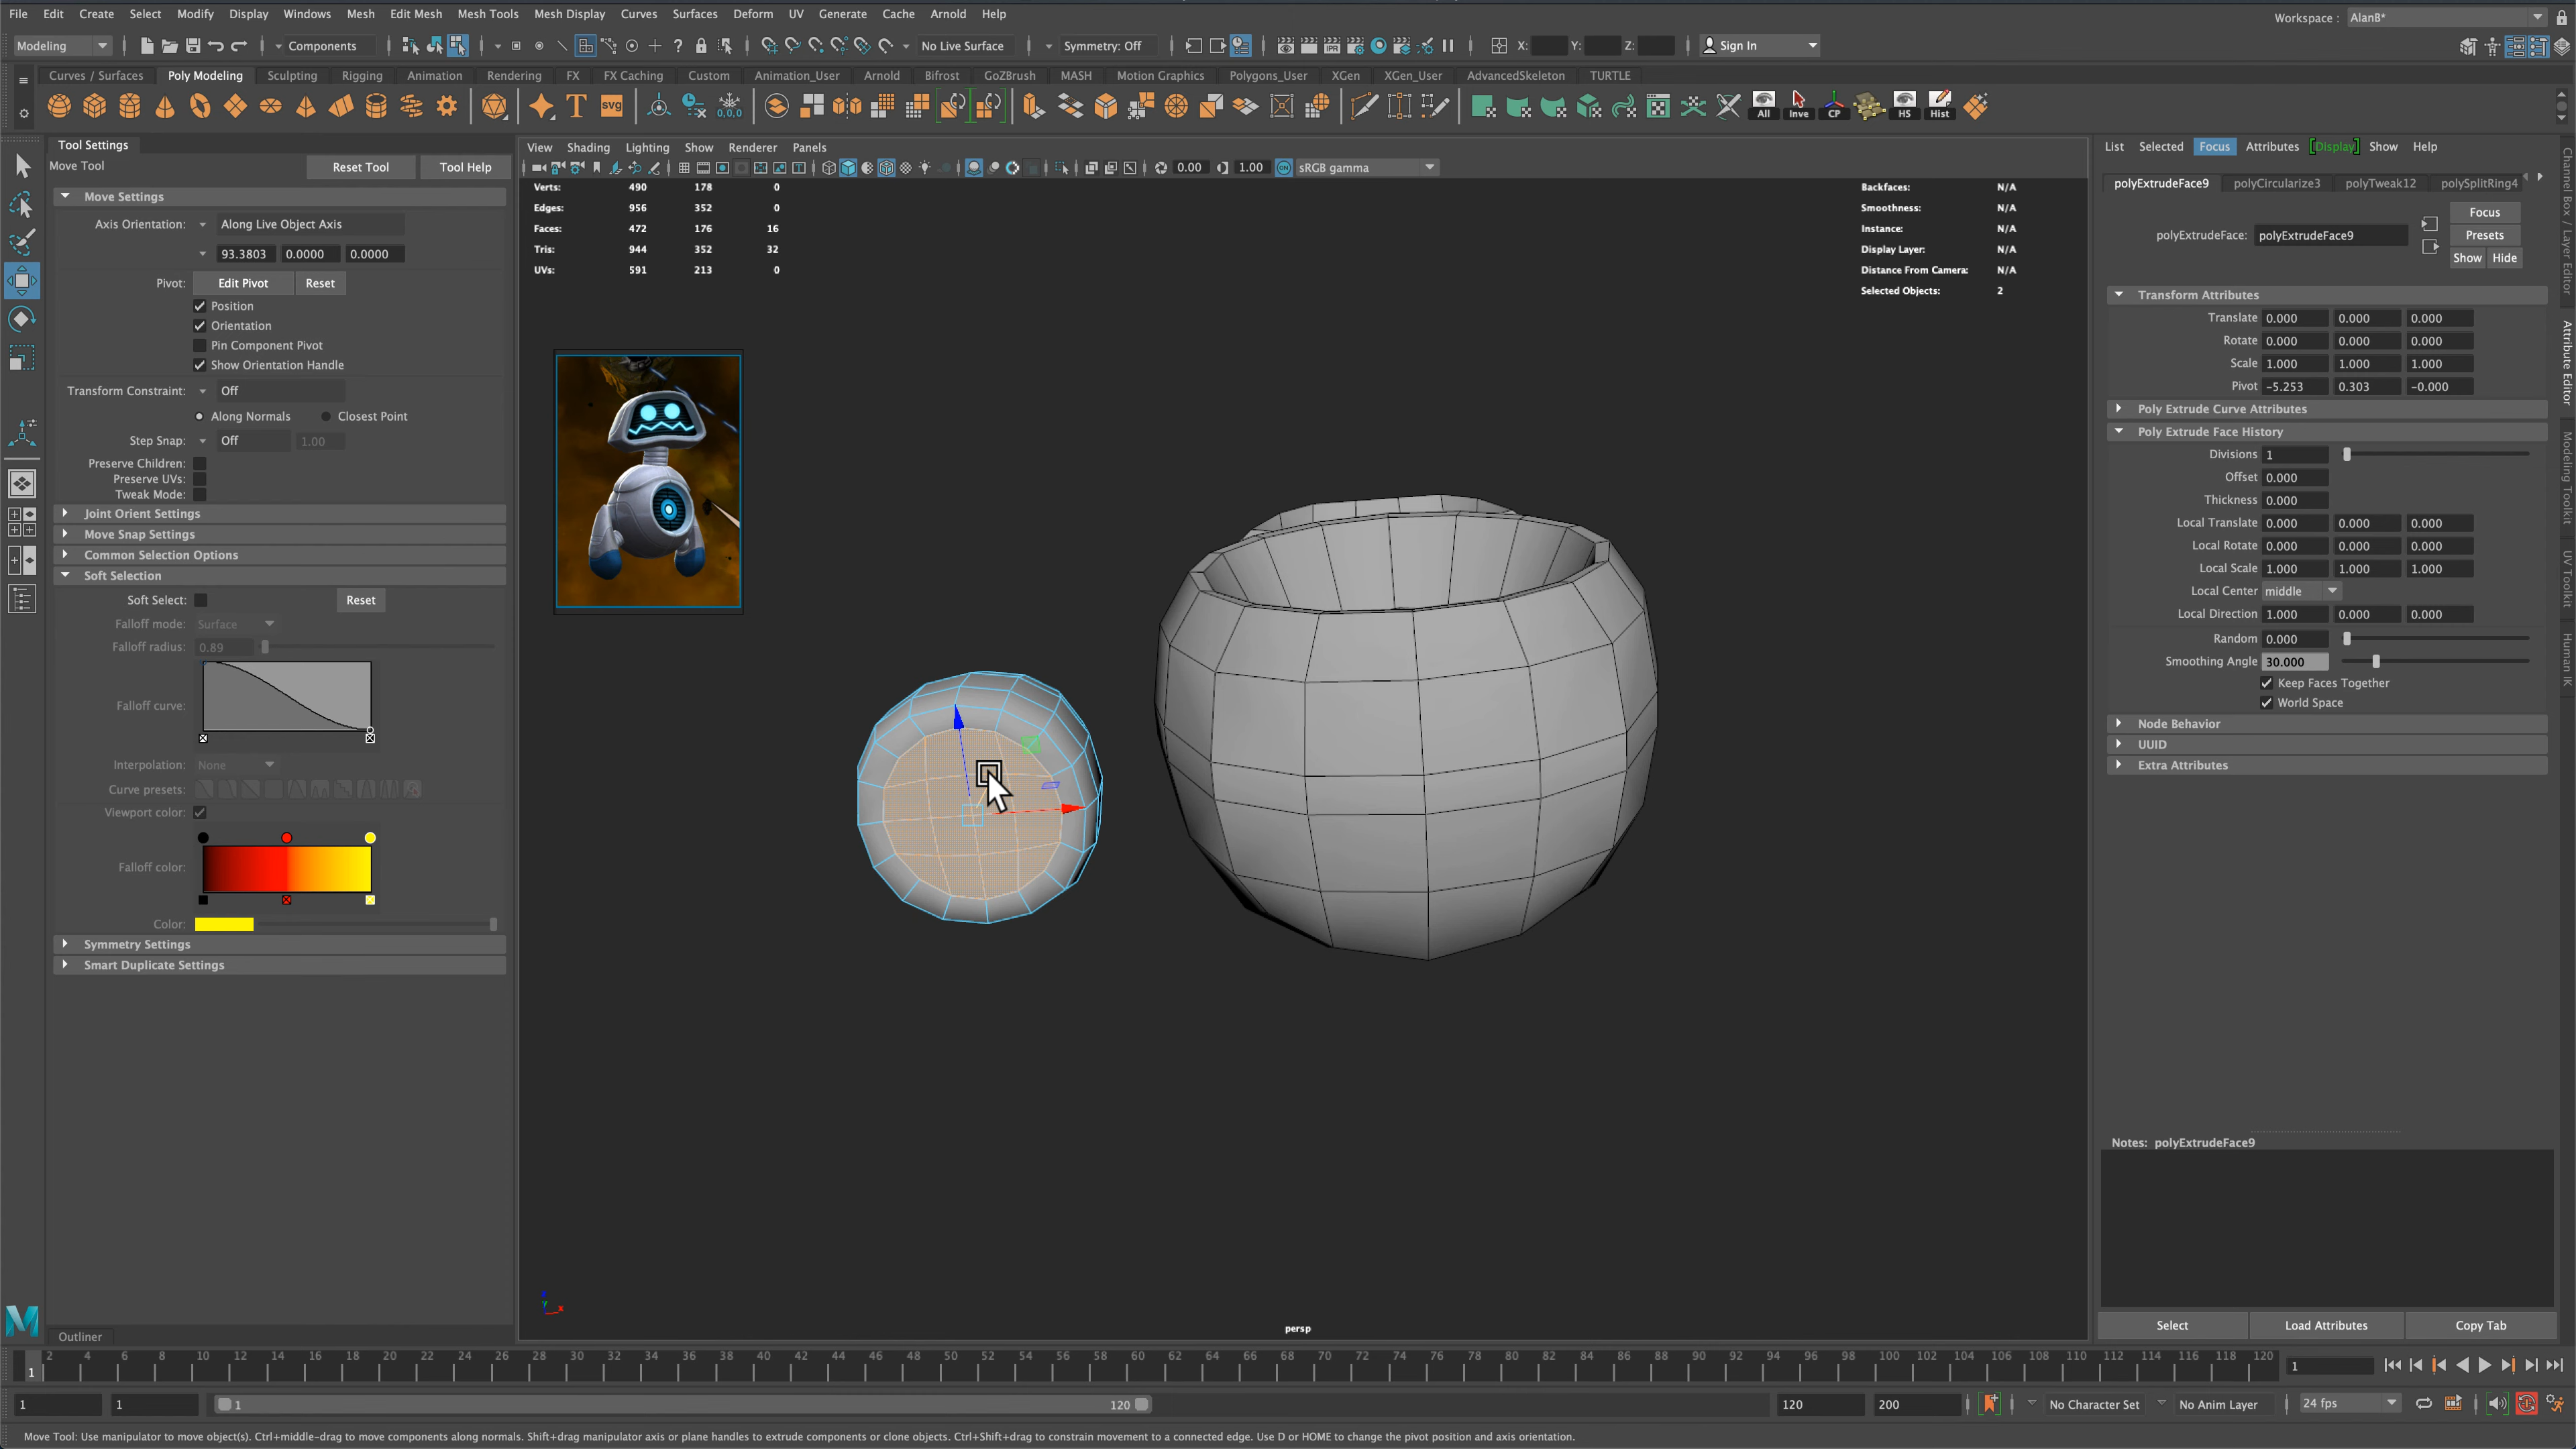 File Edit Create Select Modify Display Windows Mesh Edit Mesh Mesh Tools Mesh Display Curves Surfaces Deform UV Generate Cache Arnold Help
Workspace : AlanB*
Modeling Components No Live Surface Symmetry: Off X: Y: Z: Sign In
Curves / Surfaces Poly Modeling Sculpting Rigging Animation Rendering FX FX Caching Custom Animation_User Arnold Bifrost GoZBrush MASH Motion Graphics Polygons_User XGen XGen_User AdvancedSkeleton TURTLE
T svg 0,0,0 All Inve CP HS Hist
Tool Settings
Move Tool Reset Tool Tool Help
Move Settings
Axis Orientation: Along Live Object Axis
93.3803 0.0000 0.0000
Pivot: Edit Pivot Reset
Position
Orientation
Pin Component Pivot
Show Orientation Handle
Transform Constraint: Off
Along Normals Closest Point
Step Snap: Off 1.00
Preserve Children:
Preserve UVs:
Tweak Mode:
Joint Orient Settings
Move Snap Settings
Common Selection Options
Soft Selection
Soft Select: Reset
Falloff mode: Surface
Falloff radius: 0.89
Falloff curve:
Interpolation: None
Curve presets:
Viewport color:
Falloff color:
Color:
Symmetry Settings
Smart Duplicate Settings
Outliner
View Shading Lighting Show Renderer Panels
0.00 1.00 ON sRGB gamma
Verts: 490 178 0
Edges: 956 352 0
Faces: 472 176 16
Tris: 944 352 32
UVs: 591 213 0
Backfaces: N/A
Smoothness: N/A
Instance: N/A
Display Layer: N/A
Distance From Camera: N/A
Selected Objects: 2
persp
List Selected Focus Attributes [Display] Show Help
polyExtrudeFace9 polyCircularize3 polyTweak12 polySplitRing4
Focus
polyExtrudeFace: polyExtrudeFace9 Presets
Show Hide
Transform Attributes
Translate 0.000 0.000 0.000
Rotate 0.000 0.000 0.000
Scale 1.000 1.000 1.000
Pivot -5.253 0.303 -0.000
Poly Extrude Curve Attributes
Poly Extrude Face History
Divisions 1
Offset 0.000
Thickness 0.000
Local Translate 0.000 0.000 0.000
Local Rotate 0.000 0.000 0.000
Local Scale 1.000 1.000 1.000
Local Center middle
Local Direction 1.000 0.000 0.000
Random 0.000
Smoothing Angle 30.000
Keep Faces Together
World Space
Node Behavior
UUID
Extra Attributes
Notes: polyExtrudeFace9
Select Load Attributes Copy Tab
Channel Box / Layer Editor
Attribute Editor
Modeling Toolkit
UV Toolkit
Human IK
1 2 4 6 8 10 12 14 16 18 20 22 24 26 28 30 32 34 36 38 40 42 44 46 48 50 52 54 56 58 60 62 64 66 68 70 72 74 76 78 80 82 84 86 88 90 92 94 96 98 100 102 104 106 108 110 112 114 116 118 120 1
1 1 1 120 120 200 No Character Set No Anim Layer 24 fps
Move Tool: Use manipulator to move object(s). Ctrl+middle-drag to move components along normals. Shift+drag manipulator axis or plane handles to extrude components or clone objects. Ctrl+Shift+drag to constrain movement to a connected edge. Use D or HOME to change the pivot position and axis orientation.